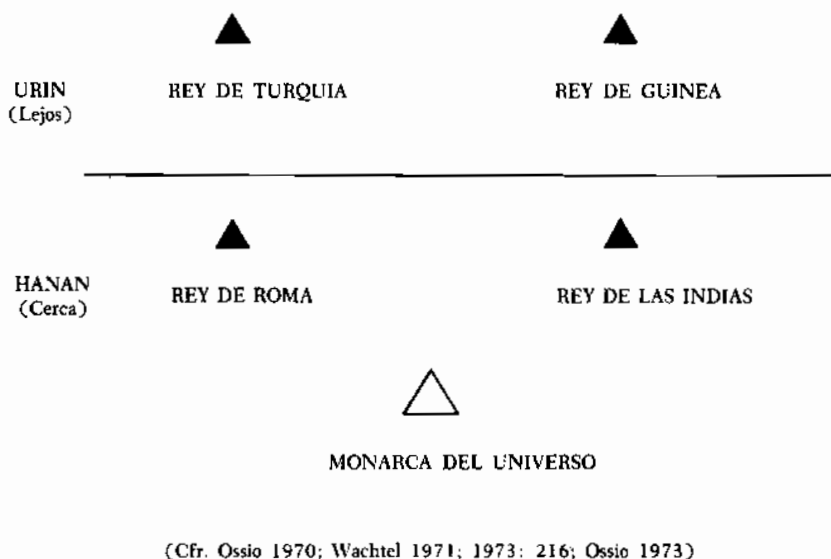 URIN
(Lejos)
REY DE TURQUIA
REY DE GUINEA
HANAN
(Cerca)
REY DE ROMA
REY DE LAS INDIAS
MONARCA DEL UNIVERSO
(Cfr. Ossio 1970; Wachtel 1971; 1973: 216; Ossio 1973)